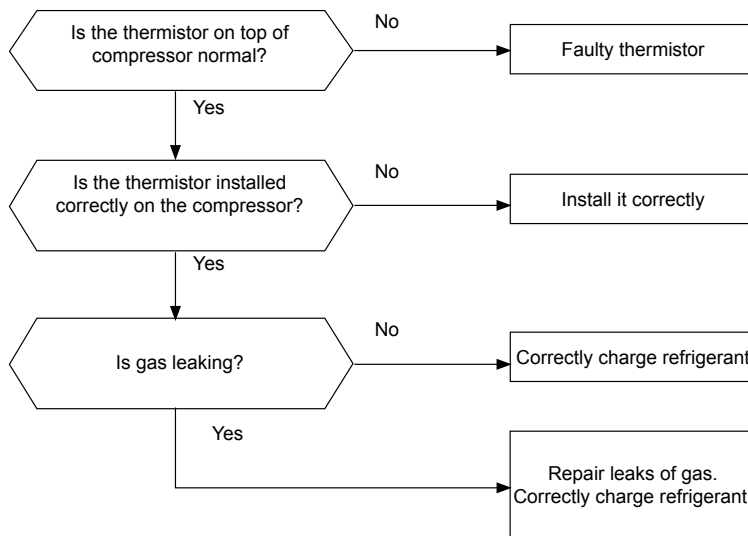 Is the thermistor on top of
compressor normal?
No
Faulty thermistor
Yes
Is the thermistor installed
correctly on the compressor?
No
Install it correctly
Yes
Is gas leaking?
No
Correctly charge refrigerant
Yes
Repair leaks of gas.
Correctly charge refrigerant